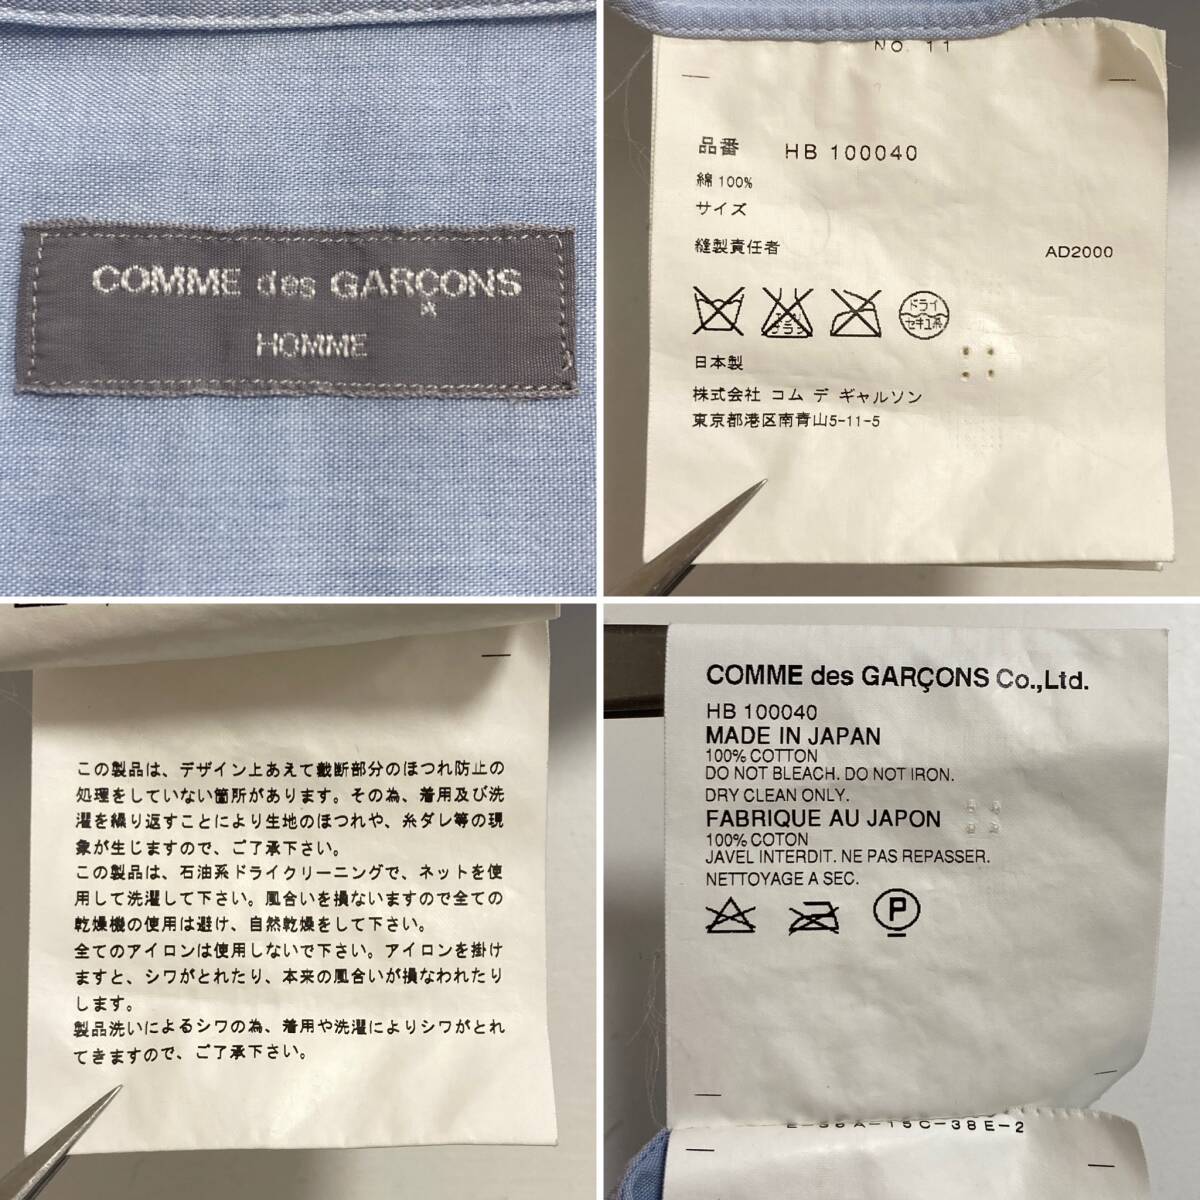 COMME des GARÇONS
HOMME
NO. 11
品番 HB 100040
綿 100%
サイズ
縫製責任者 AD2000
エンソ
サラシ
ドライ
セキユ系
日本製
株式会社 コム デ ギャルソン
東京都港区南青山5-11-5
この製品は、デザイン上あえて裁断部分のほつれ防止の
処理をしていない箇所があります。その為、着用及び洗
濯を繰り返すことにより生地のほつれや、糸ダレ等の現
象が生じますので、ご了承下さい。
この製品は、石油系ドライクリーニングで、ネットを使
用して洗濯して下さい。風合いを損ないますので全ての
乾燥機の使用は避け、自然乾燥をして下さい。
全てのアイロンは使用しないで下さい。アイロンを掛け
ますと、シワがとれたり、本来の風合いが損なわれたり
します。
製品洗いによるシワの為、着用や洗濯によりシワがとれ
てきますので、ご了承下さい。
COMME des GARÇONS Co.,Ltd.
HB 100040
MADE IN JAPAN
100% COTTON
DO NOT BLEACH. DO NOT IRON.
DRY CLEAN ONLY.
FABRIQUE AU JAPON
100% COTON
JAVEL INTERDIT. NE PAS REPASSER.
NETTOYAGE A SEC.
P
E-36A-15C-38E-2